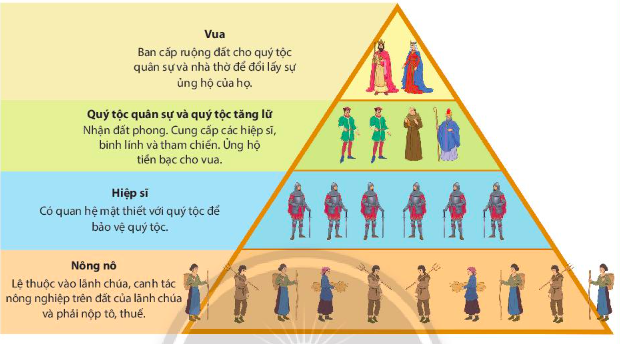 Vua
Ban cấp ruộng đất cho quý tộc
quân sự và nhà thờ để đổi lấy sự
ủng hộ của họ.
Quý tộc quân sự và quý tộc tăng lữ
Nhận đất phong. Cung cấp các hiệp sĩ,
binh lính và tham chiến. Ủng hộ
tiền bạc cho vua.
Hiệp sĩ
Có quan hệ mật thiết với quý tộc để
bảo vệ quý tộc.
Nông nô
Lệ thuộc vào lãnh chúa, canh tác
nông nghiệp trên đất của lãnh chúa
và phải nộp tô, thuế.